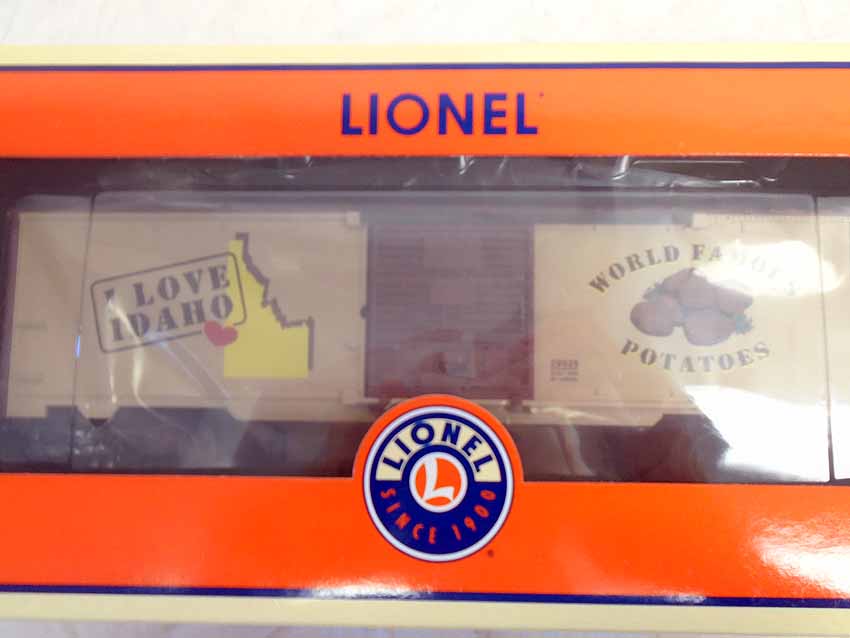 LIONEL
I LOVE
IDAHO
WORLD FAMOUS
POTATOES
LIONEL
L
SINCE 1900